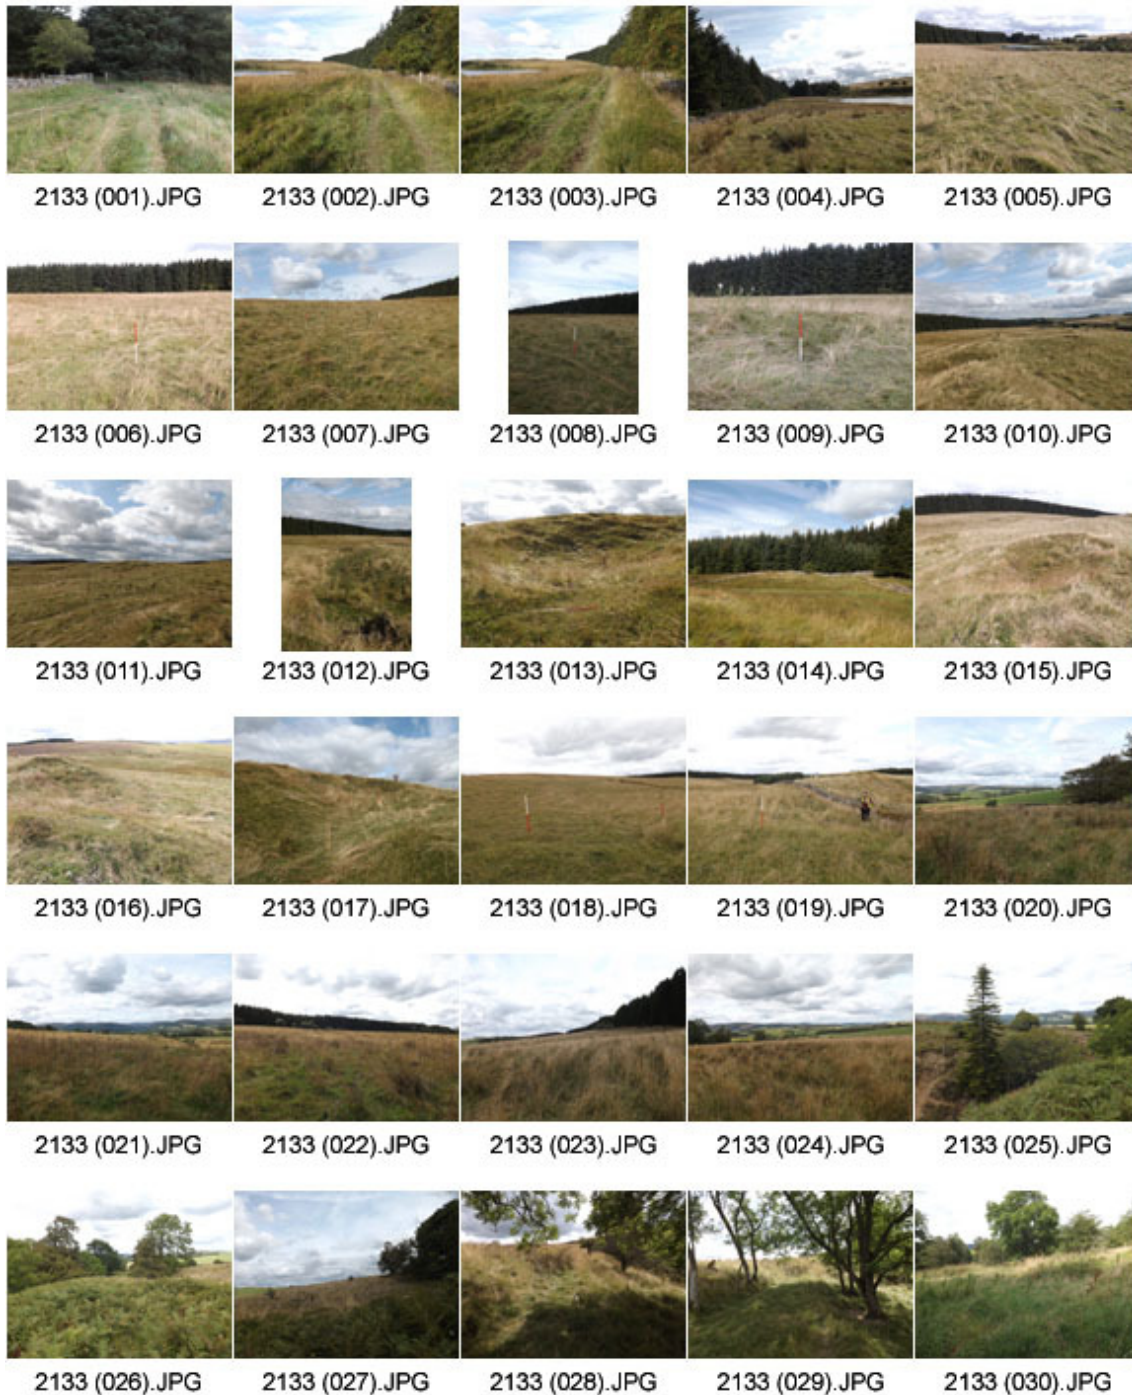 2133 (001).JPG 2133 (002).JPG 2133 (003).JPG 2133 (004).JPG 2133 (005).JPG
2133 (006).JPG 2133 (007).JPG 2133 (008).JPG 2133 (009).JPG 2133 (010).JPG
2133 (011).JPG 2133 (012).JPG 2133 (013).JPG 2133 (014).JPG 2133 (015).JPG
2133 (016).JPG 2133 (017).JPG 2133 (018).JPG 2133 (019).JPG 2133 (020).JPG
2133 (021).JPG 2133 (022).JPG 2133 (023).JPG 2133 (024).JPG 2133 (025).JPG
2133 (026).JPG 2133 (027).JPG 2133 (028).JPG 2133 (029).JPG 2133 (030).JPG